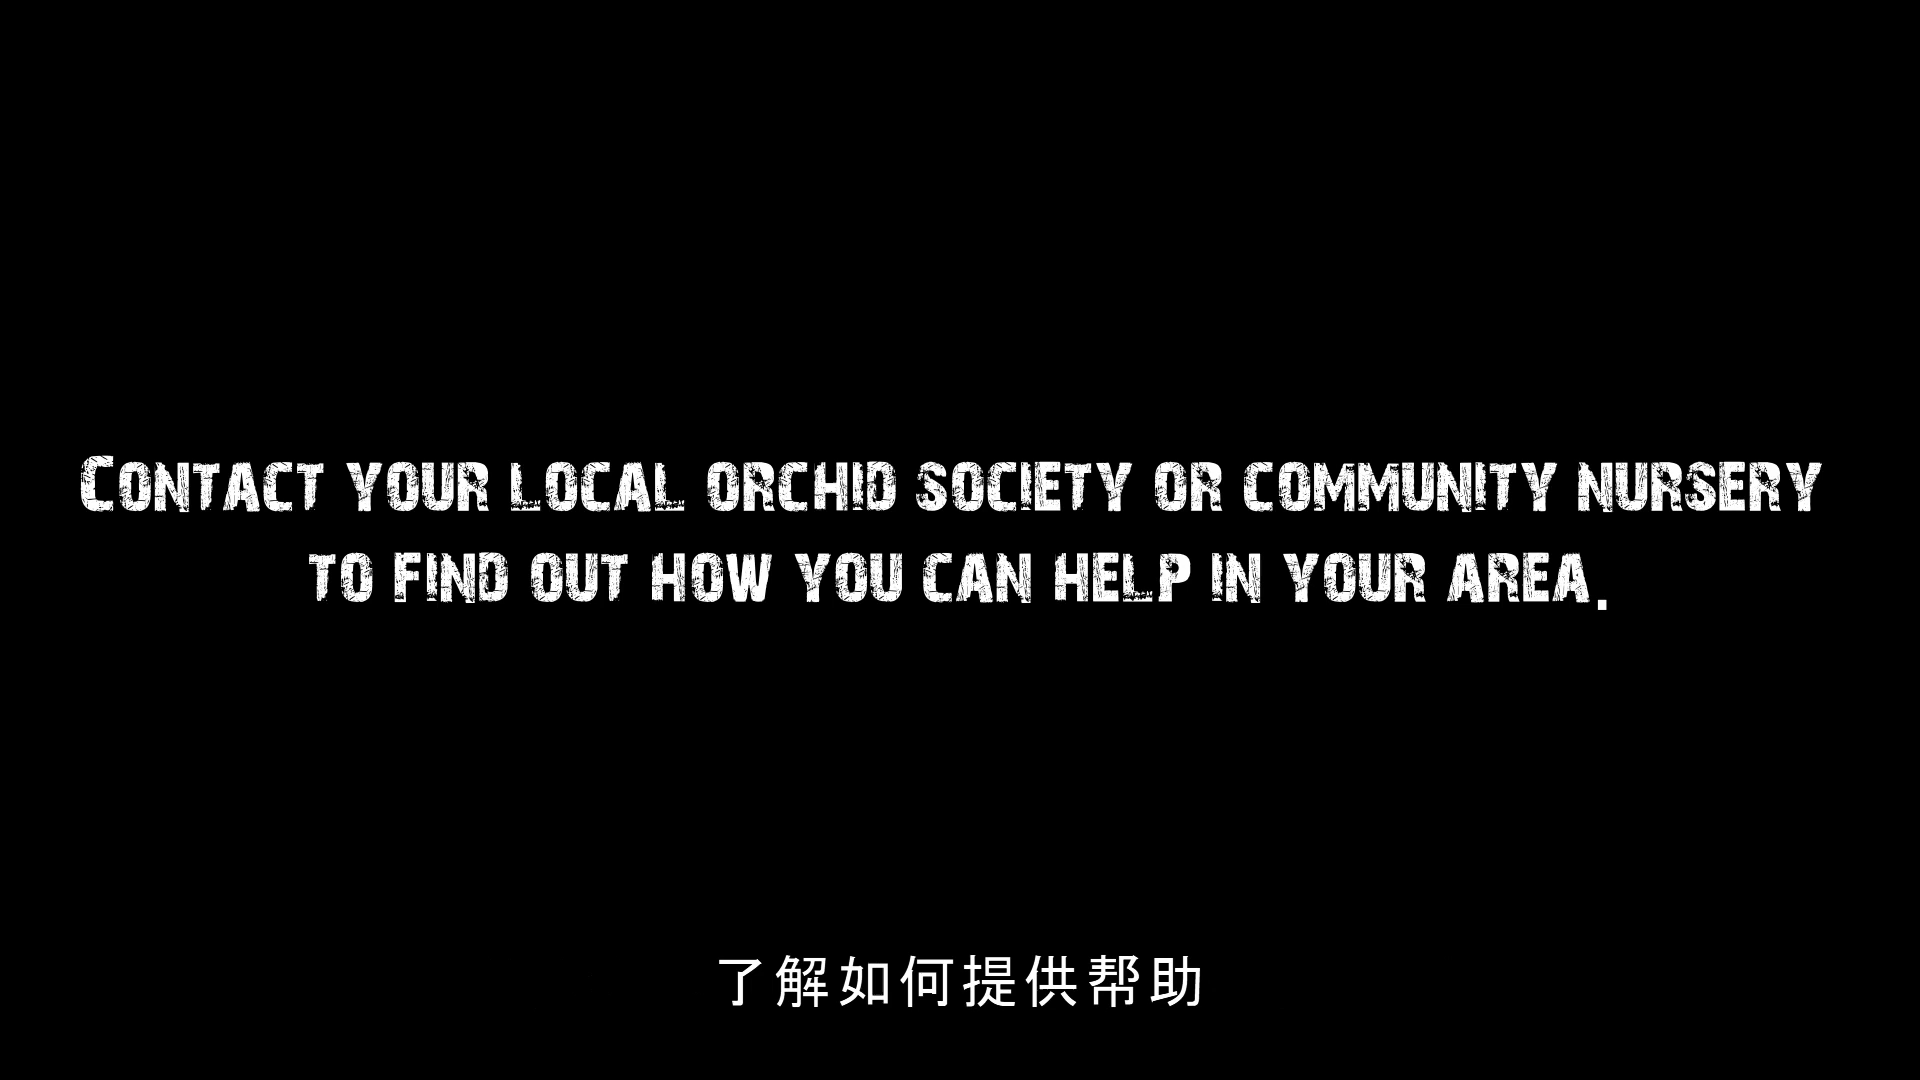 Contact your local orchid society or community nursery
to find out how you can help in your area.
了解如何提供帮助